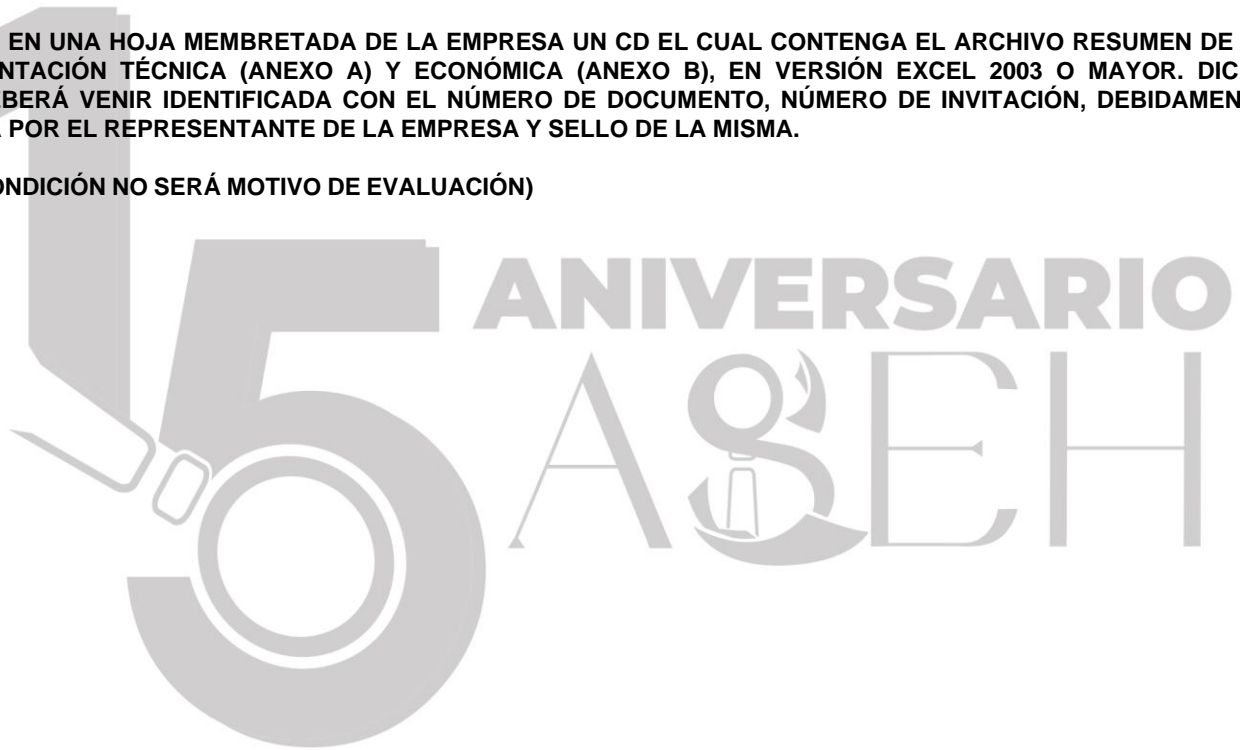 EN UNA HOJA MEMBRETADA DE LA EMPRESA UN CD EL CUAL CONTENGA EL ARCHIVO RESUMEN DE
NTACIÓN TÉCNICA (ANEXO A) Y ECONÓMICA (ANEXO B), EN VERSIÓN EXCEL 2003 O MAYOR. DIC
EBERÁ VENIR IDENTIFICADA CON EL NÚMERO DE DOCUMENTO, NÚMERO DE INVITACIÓN, DEBIDAMEN
A POR EL REPRESENTANTE DE LA EMPRESA Y SELLO DE LA MISMA.
ONDICIÓN NO SERÁ MOTIVO DE EVALUACIÓN)
15
ANIVERSARIO
ASEH